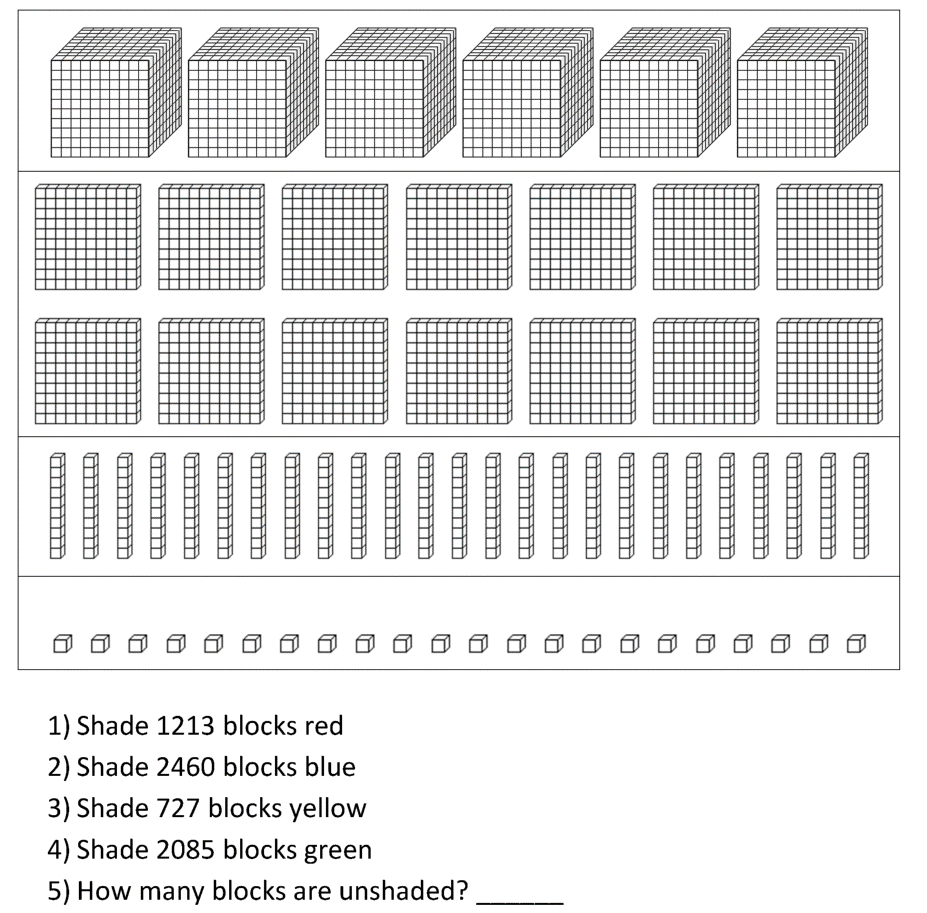 1) Shade 1213 blocks red
2) Shade 2460 blocks blue
3) Shade 727 blocks yellow
4) Shade 2085 blocks green
5) How many blocks are unshaded? ______